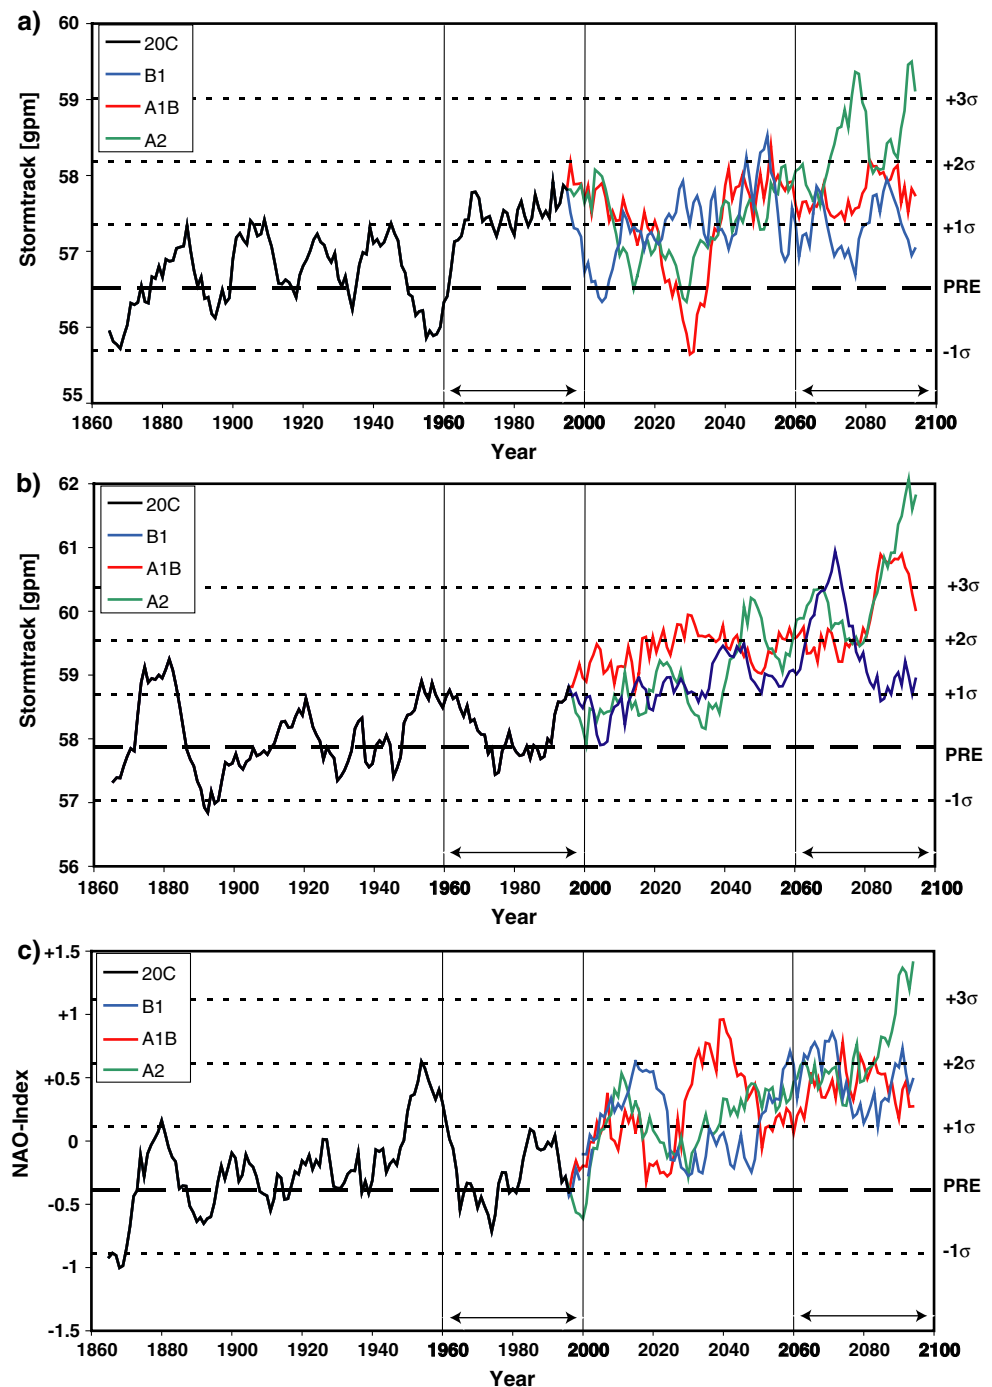 a)
Stormtrack [gpm]
60
59
58
57
56
55
20C
B1
A1B
A2
+3σ
+2σ
+1σ
PRE
-1σ
1860 1880 1900 1920 1940 1960 1980 2000 2020 2040 2060 2080 2100
Year
b)
Stormtrack [gpm]
62
61
60
59
58
57
56
20C
B1
A1B
A2
+3σ
+2σ
+1σ
PRE
-1σ
1860 1880 1900 1920 1940 1960 1980 2000 2020 2040 2060 2080 2100
Year
c)
NAO-Index
+1.5
+1
+0.5
0
-0.5
-1
-1.5
20C
B1
A1B
A2
+3σ
+2σ
+1σ
PRE
-1σ
1860 1880 1900 1920 1940 1960 1980 2000 2020 2040 2060 2080 2100
Year